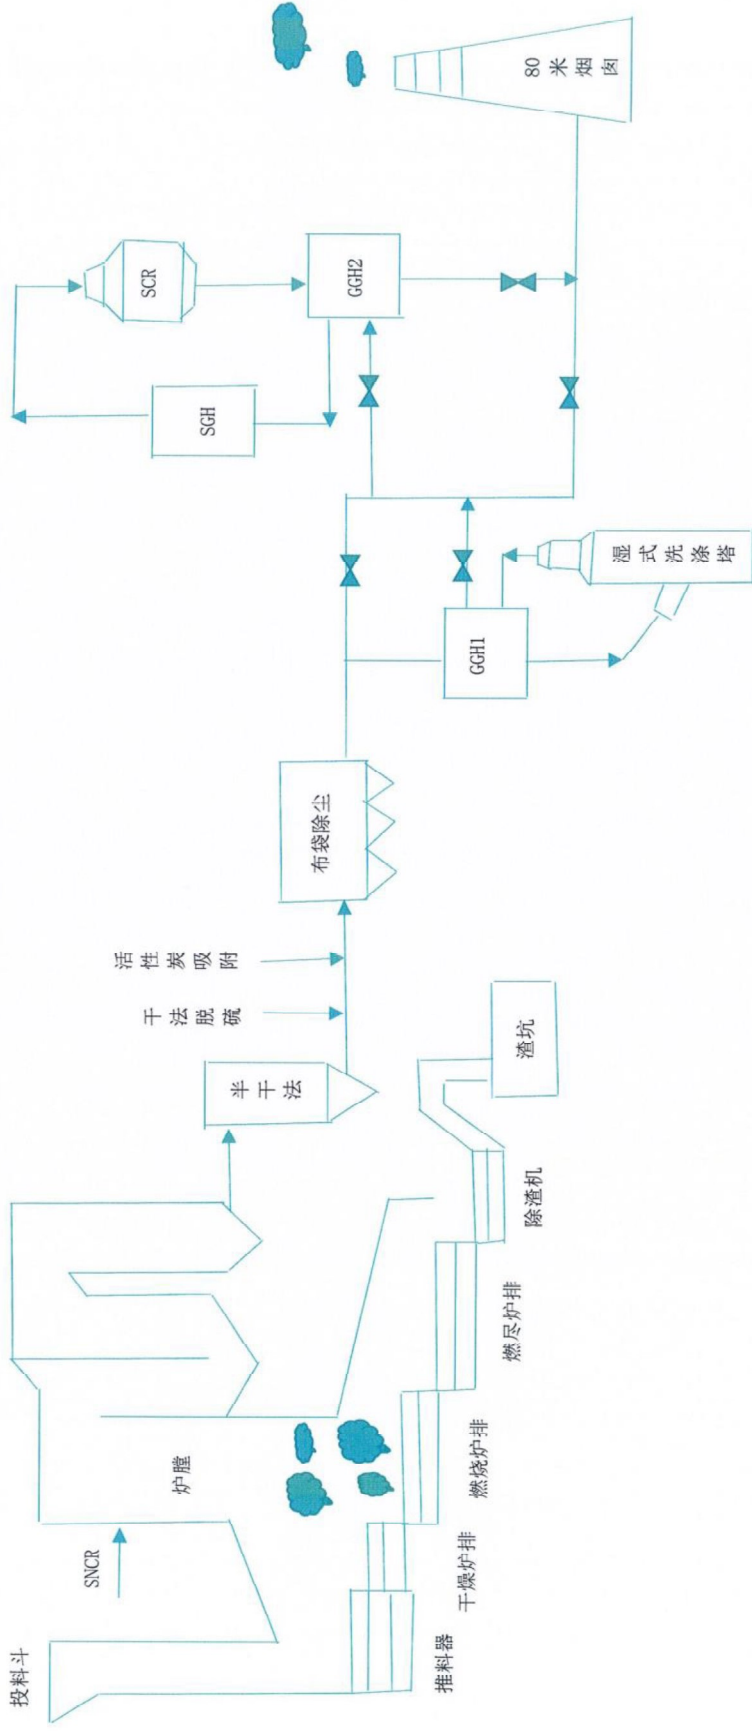 投料斗
SNCR
炉膛
推料器
干燥炉排
燃烧炉排
燃尽炉排
除渣机
渣坑
半干法
干法脱硫
活性炭吸附
布袋除尘
GGH1
湿式洗涤塔
SGH
SCR
GGH2
80米烟囱